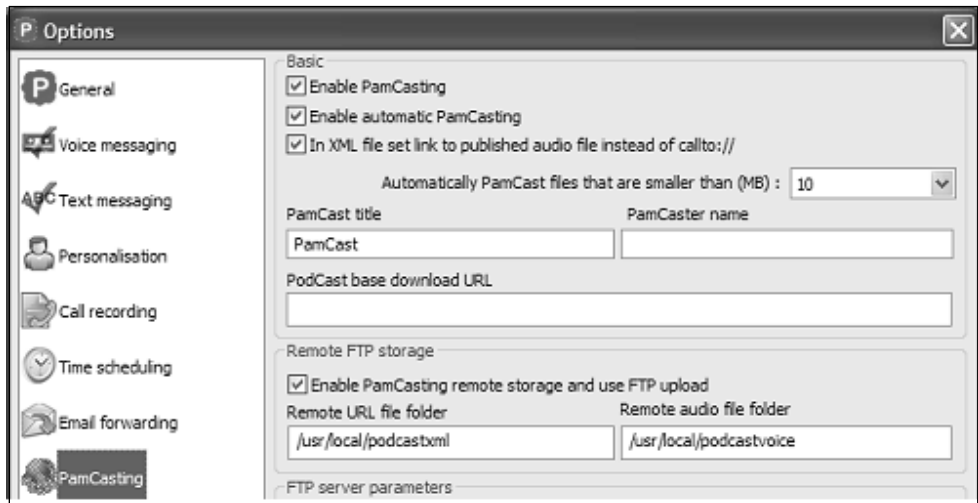 P Options
P General
Voice messaging
ABC Text messaging
Personalisation
Call recording
Time scheduling
Email forwarding
PamCasting
Basic
Enable PamCasting
Enable automatic PamCasting
In XML file set link to published audio file instead of callto://
Automatically PamCast files that are smaller than (MB) : 10
PamCast title PamCaster name
PamCast
PodCast base download URL
Remote FTP storage
Enable PamCasting remote storage and use FTP upload
Remote URL file folder Remote audio file folder
/usr/local/podcastxml /usr/local/podcastvoice
FTP server parameters